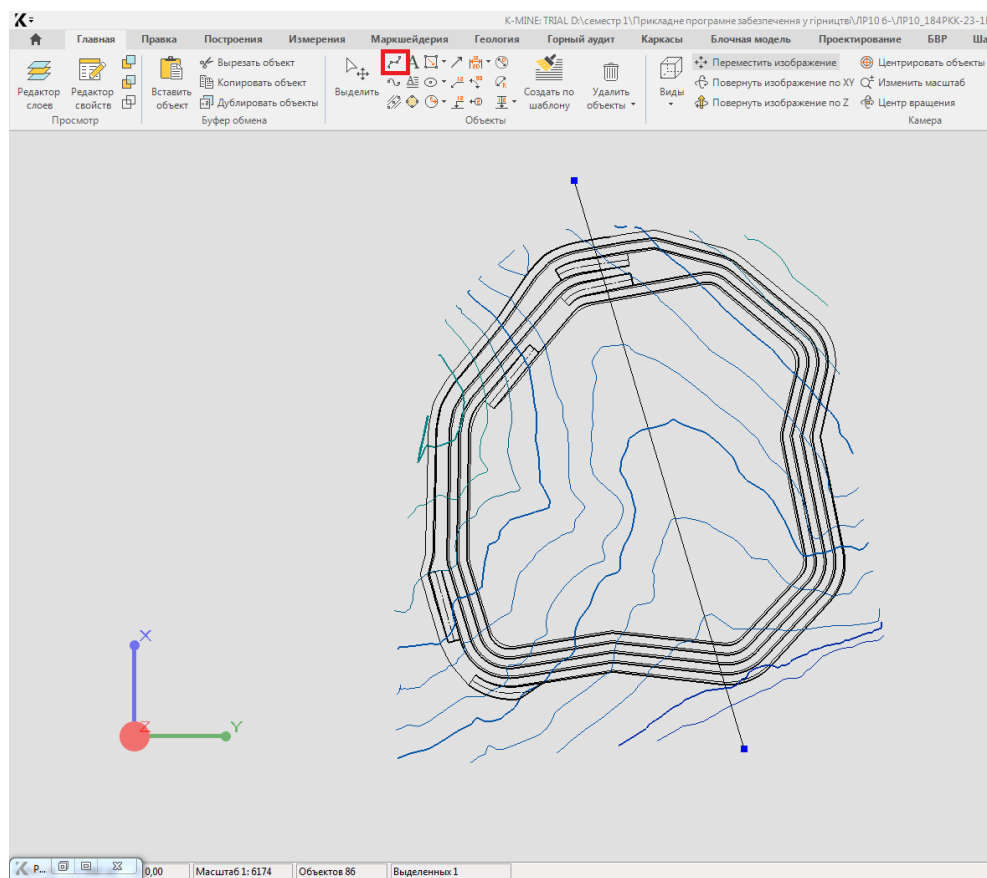 K-MINE: TRIAL D:\семестр 1\Прикладне програмне забезпечення у гірництві\ЛР10 6-\ЛР10_184РКК-23-1
Главная Правка Построения Измерения Маркшейдерия Геология Горный аудит Каркасы Блочная модель Проектирование БВР Ша
Редактор слоев
Редактор свойств
Просмотр
Вставить объект
Вырезать объект
Копировать объект
Дублировать объекты
Буфер обмена
Выделить
Создать по шаблону
Удалить объекты
Объекты
Виды
Переместить изображение
Повернуть изображение по XY
Повернуть изображение по Z
Центрировать объекты
Изменить масштаб
Центр вращения
Камера
X
Z
Y
P...
0,00
Масштаб 1: 6174
Объектов 86
Выделенных 1